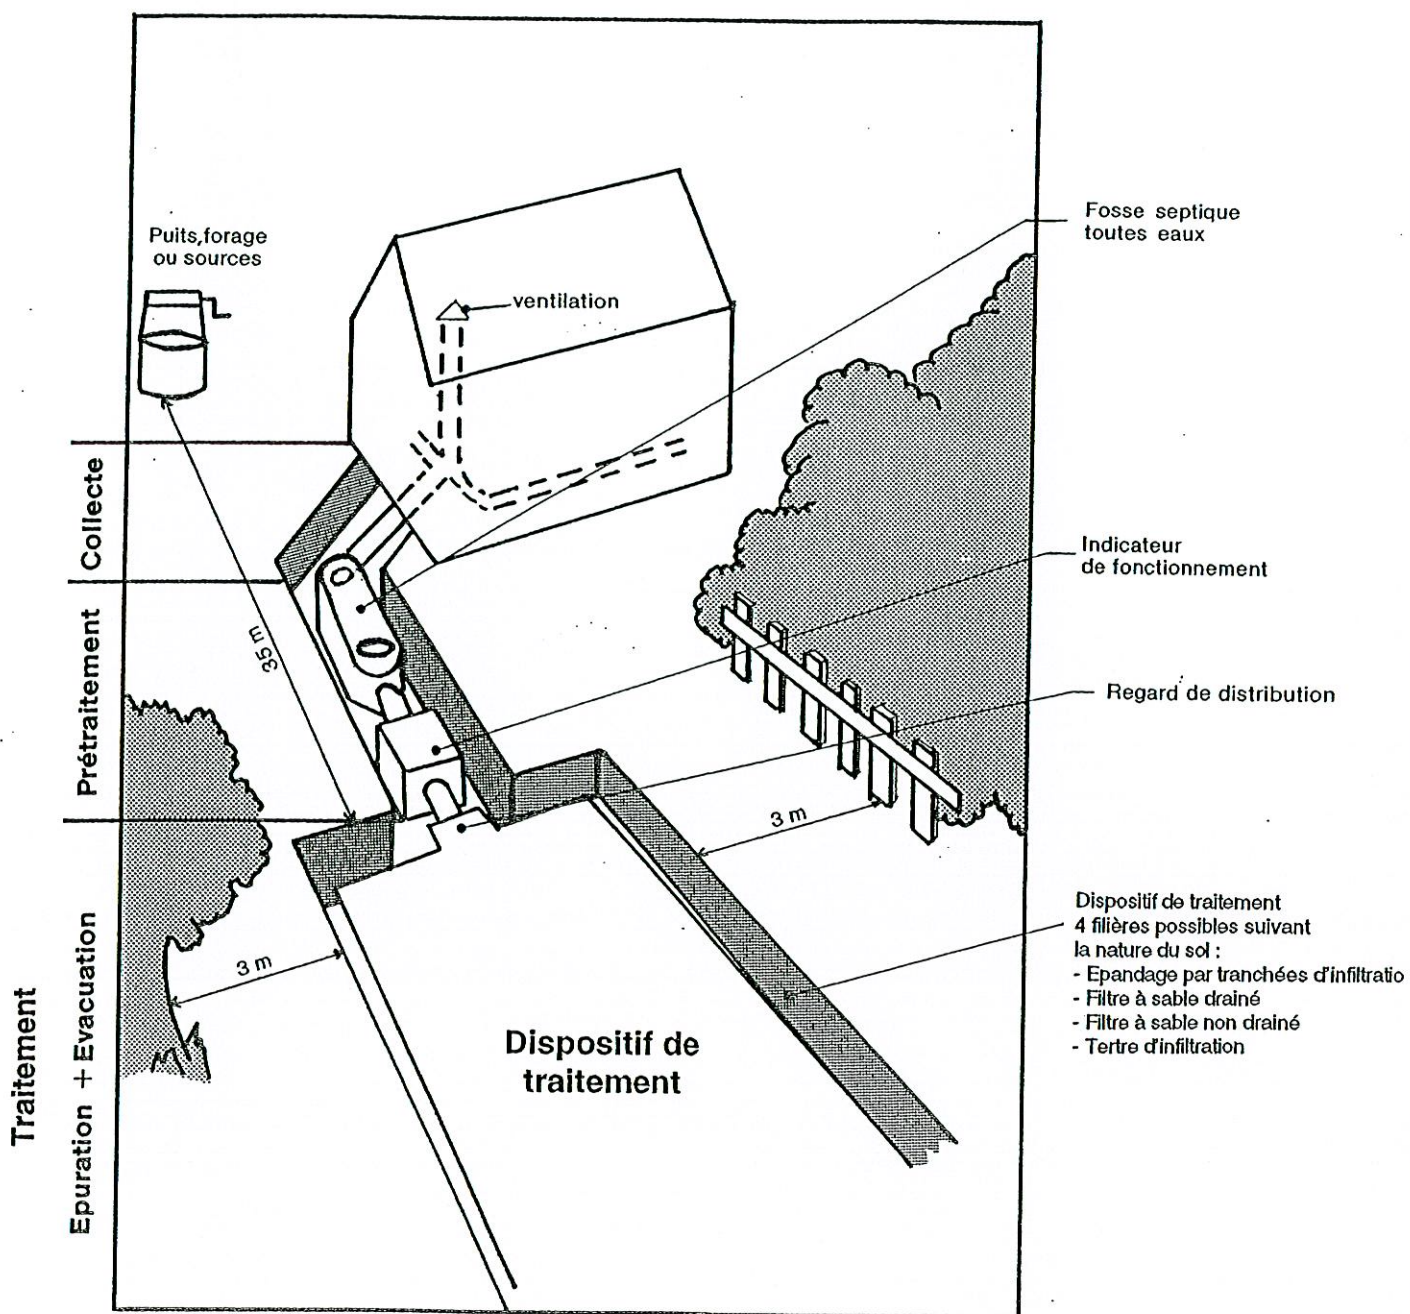 Puits,forage
ou sources
ventilation
Fosse septique
toutes eaux
Collecte
Indicateur
de fonctionnement
Prétraitement
35 m
Regard de distribution
3 m
Dispositif de traitement
4 filières possibles suivant
la nature du sol :
- Epandage par tranchées d'infiltratio
- Filtre à sable drainé
- Filtre à sable non drainé
- Tertre d'infiltration
3 m
Traitement
Epuration + Evacuation
Dispositif de
traitement